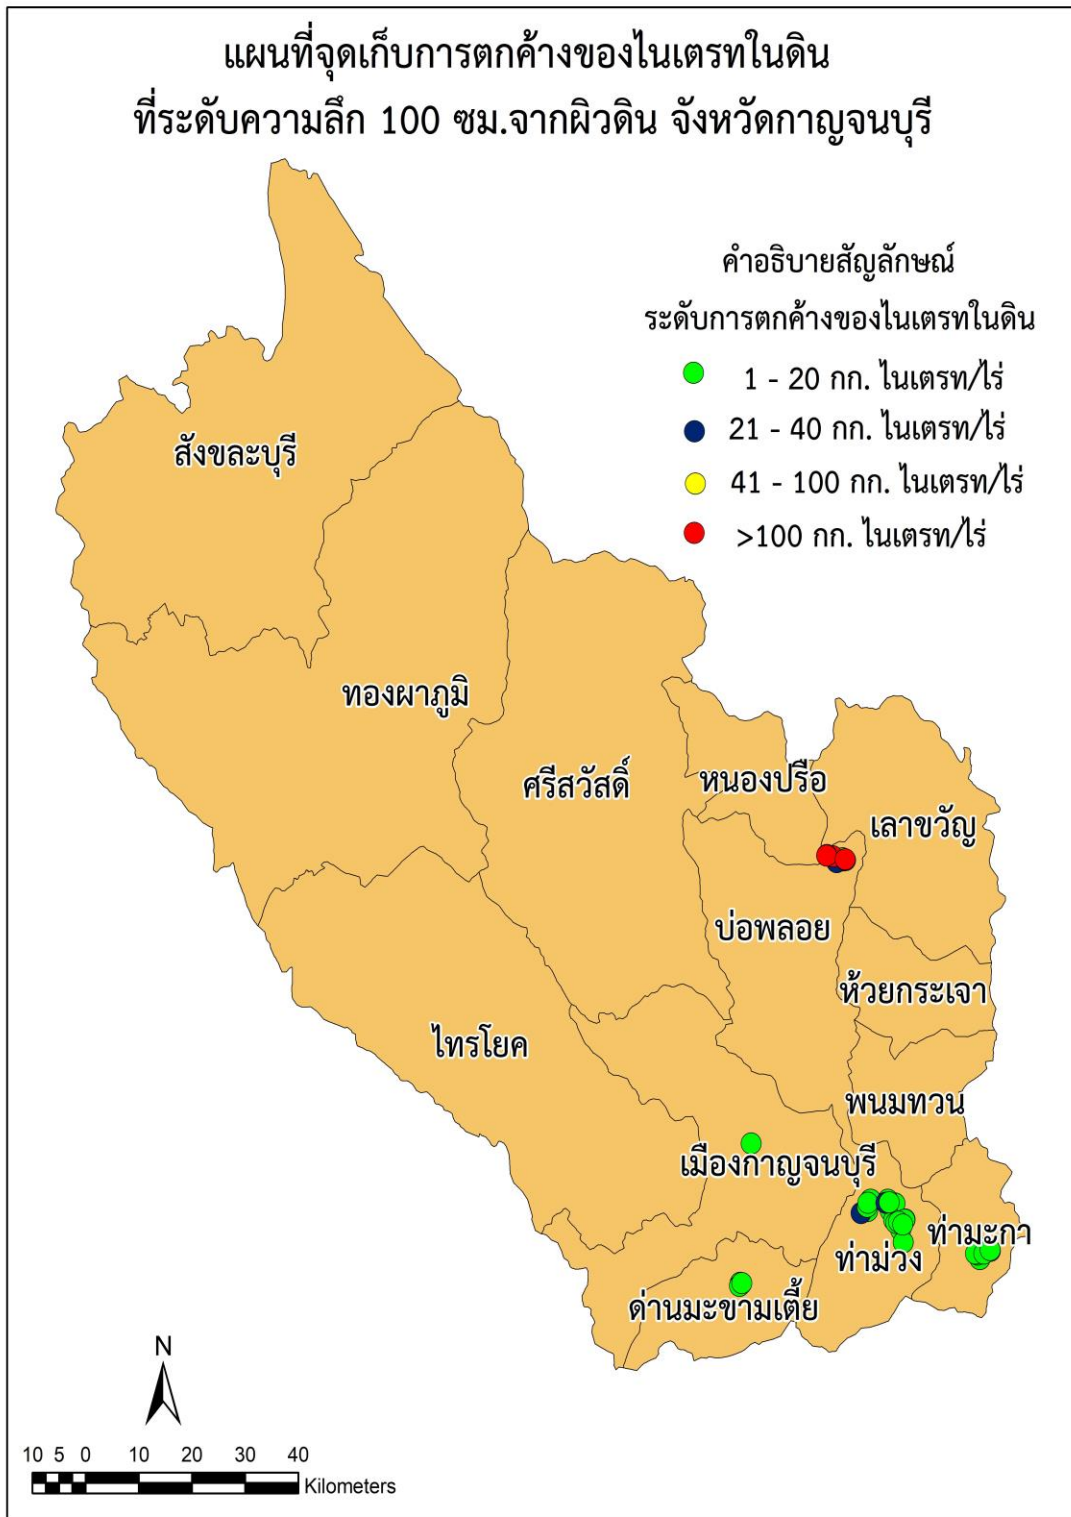 แผนที่จุดเก็บการตกค้างของไนเตรทในดิน
ที่ระดับความลึก 100 ซม.จากผิวดิน จังหวัดกาญจนบุรี
คำอธิบายสัญลักษณ์
ระดับการตกค้างของไนเตรทในดิน
1 - 20 กก. ไนเตรท/ไร่
21 - 40 กก. ไนเตรท/ไร่
41 - 100 กก. ไนเตรท/ไร่
>100 กก. ไนเตรท/ไร่
สังขละบุรี
ทองผาภูมิ
ศรีสวัสดิ์
หนองปรือ
เลาขวัญ
บ่อพลอย
ห้วยกระเจา
ไทรโยค
พนมทวน
เมืองกาญจนบุรี
ท่ามะกา
ท่าม่วง
ด่านมะขามเตี้ย
N
10 5 0 10 20 30 40
Kilometers